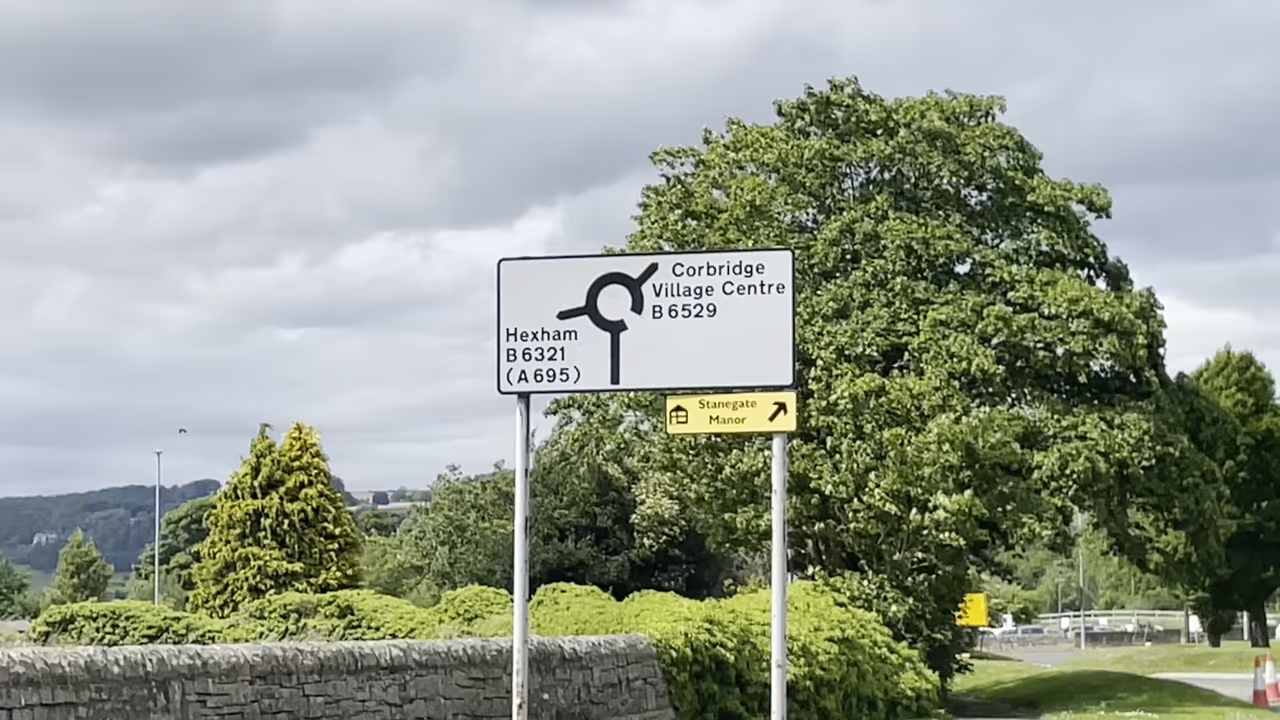 Corbridge
Village Centre
B6529
Hexham
B6321
(A695)
Stanegate
Manor